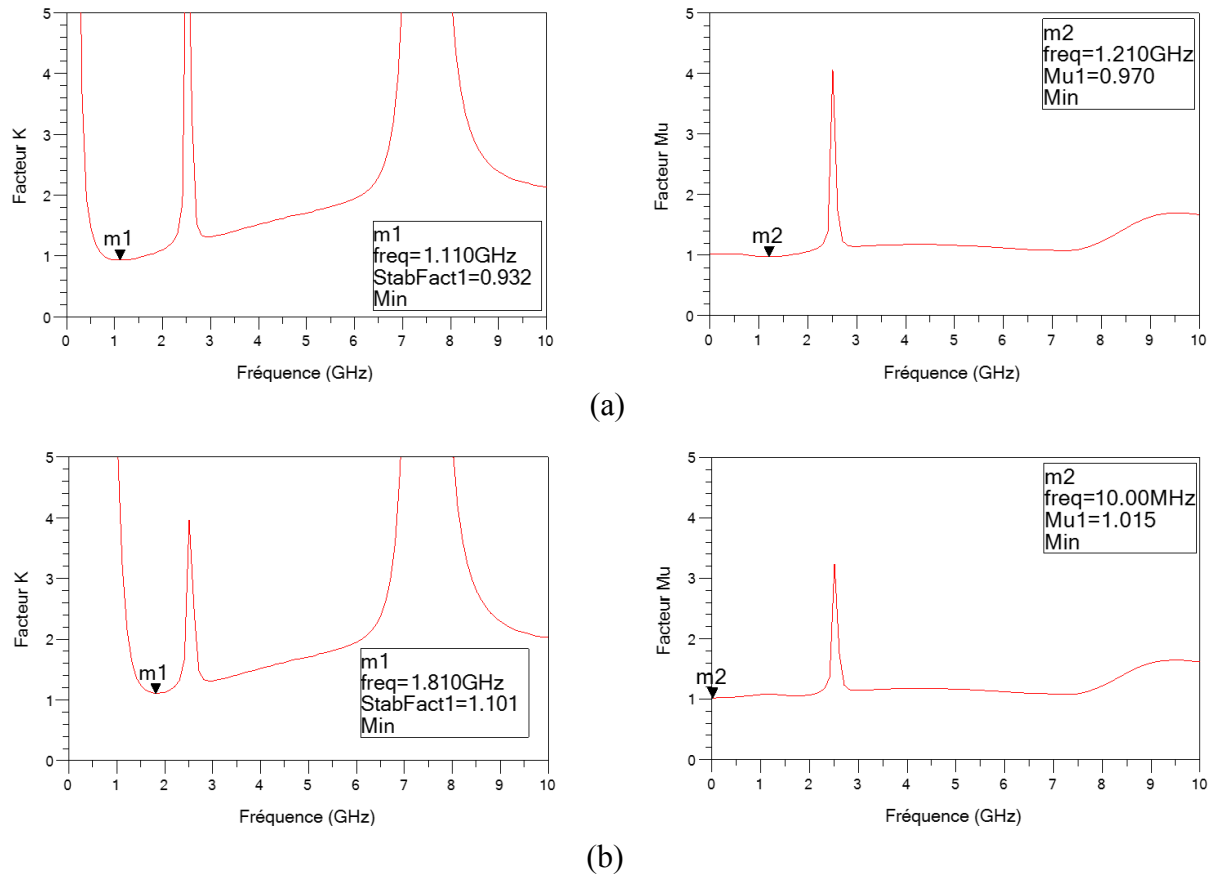 5
4
3
2
1
0
Facteur K
m1
m1
freq=1.110GHz
StabFact1=0.932
Min
0 1 2 3 4 5 6 7 8 9 10
Fréquence (GHz)
5
4
3
2
1
0
Facteur Mu
m2
m2
freq=1.210GHz
Mu1=0.970
Min
0 1 2 3 4 5 6 7 8 9 10
Fréquence (GHz)
(a)
5
4
3
2
1
0
Facteur K
m1
m1
freq=1.810GHz
StabFact1=1.101
Min
0 1 2 3 4 5 6 7 8 9 10
Fréquence (GHz)
5
4
3
2
1
0
Facteur Mu
m2
m2
freq=10.00MHz
Mu1=1.015
Min
0 1 2 3 4 5 6 7 8 9 10
Fréquence (GHz)
(b)